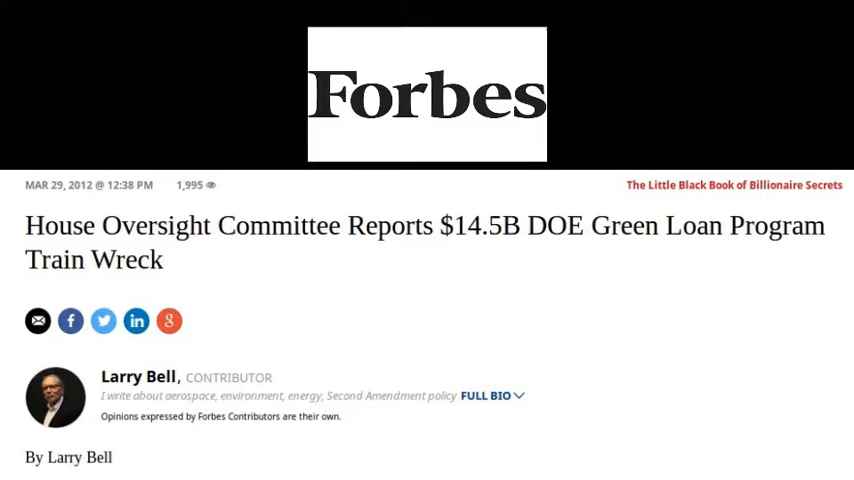 Forbes
MAR 29, 2012 @ 12:38 PM 1,995
The Little Black Book of Billionaire Secrets
House Oversight Committee Reports $14.5B DOE Green Loan Program
Train Wreck
Larry Bell, CONTRIBUTOR
I write about aerospace, environment, energy, Second Amendment policy FULL BIO
Opinions expressed by Forbes Contributors are their own.
By Larry Bell